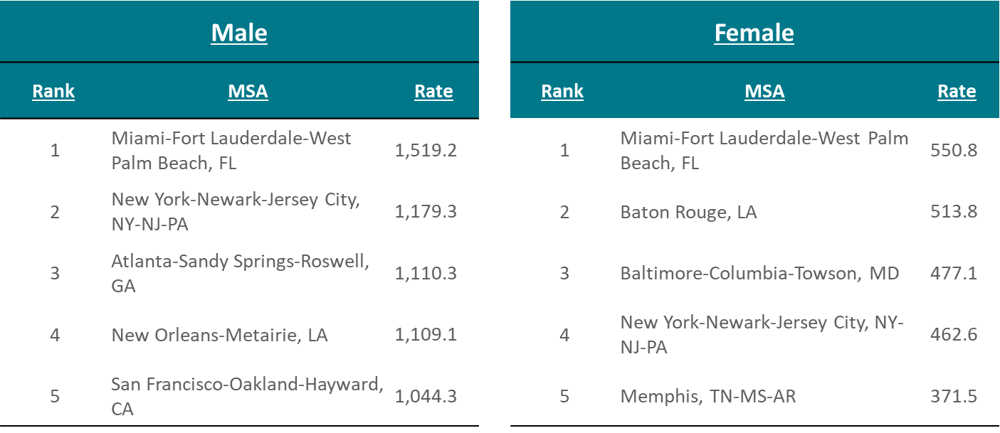 Male
Rank MSA Rate
1 Miami-Fort Lauderdale-West Palm Beach, FL 1,519.2
2 New York-Newark-Jersey City, NY-NJ-PA 1,179.3
3 Atlanta-Sandy Springs-Roswell, GA 1,110.3
4 New Orleans-Metairie, LA 1,109.1
5 San Francisco-Oakland-Hayward, CA 1,044.3
Female
Rank MSA Rate
1 Miami-Fort Lauderdale-West Palm Beach, FL 550.8
2 Baton Rouge, LA 513.8
3 Baltimore-Columbia-Towson, MD 477.1
4 New York-Newark-Jersey City, NY-NJ-PA 462.6
5 Memphis, TN-MS-AR 371.5